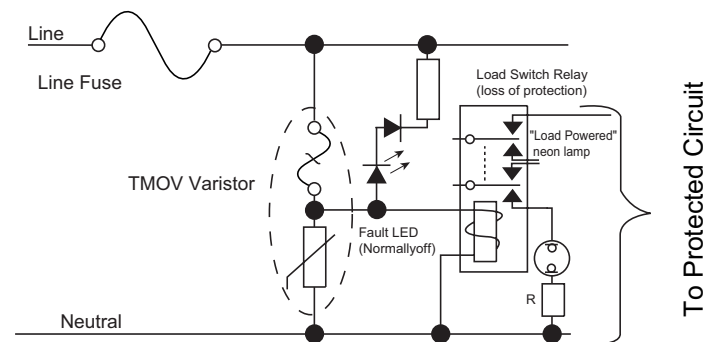 Line
Line Fuse
Load Switch Relay
(loss of protection)
"Load Powered"
neon lamp
TMOV Varistor
Fault LED
(Normallyoff)
R
Neutral
To Protected Circuit